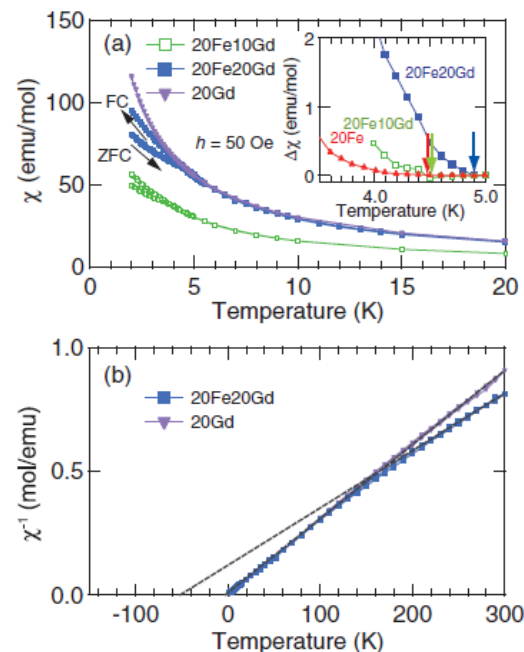 (a)
20Fe10Gd
20Fe20Gd
20Gd
FC
ZFC
h = 50 Oe
χ (emu/mol)
150
100
50
0
0 5 10 15 20
Temperature (K)
20Fe20Gd
20Fe10Gd
20Fe
Δχ (emu/mol)
2
1
0
4.0 5.0
Temperature (K)
(b)
20Fe20Gd
20Gd
χ⁻¹ (mol/emu)
1.0
0.5
0.0
-100 0 100 200 300
Temperature (K)